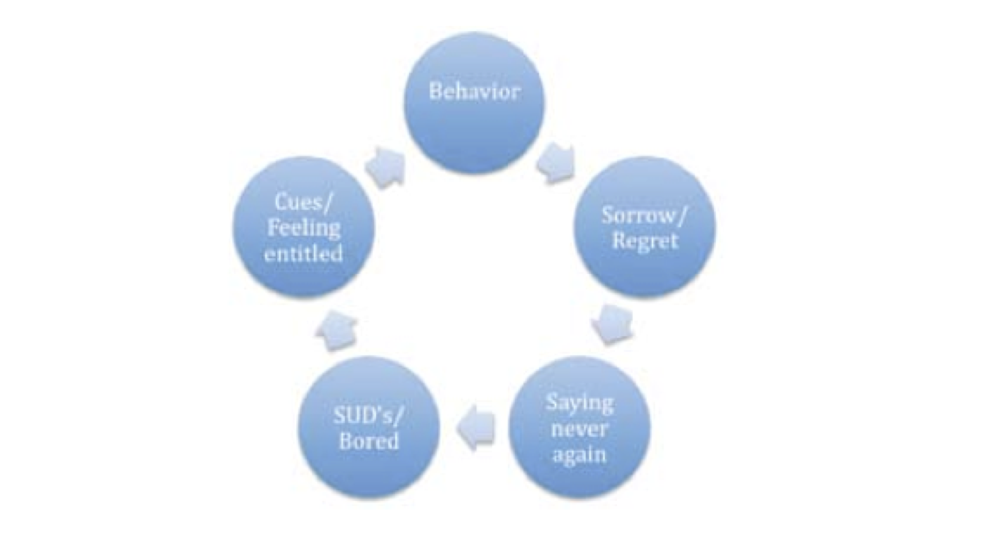 Behavior
Sorrow/
Regret
Saying
never
again
SUD's/
Bored
Cues/
Feeling
entitled